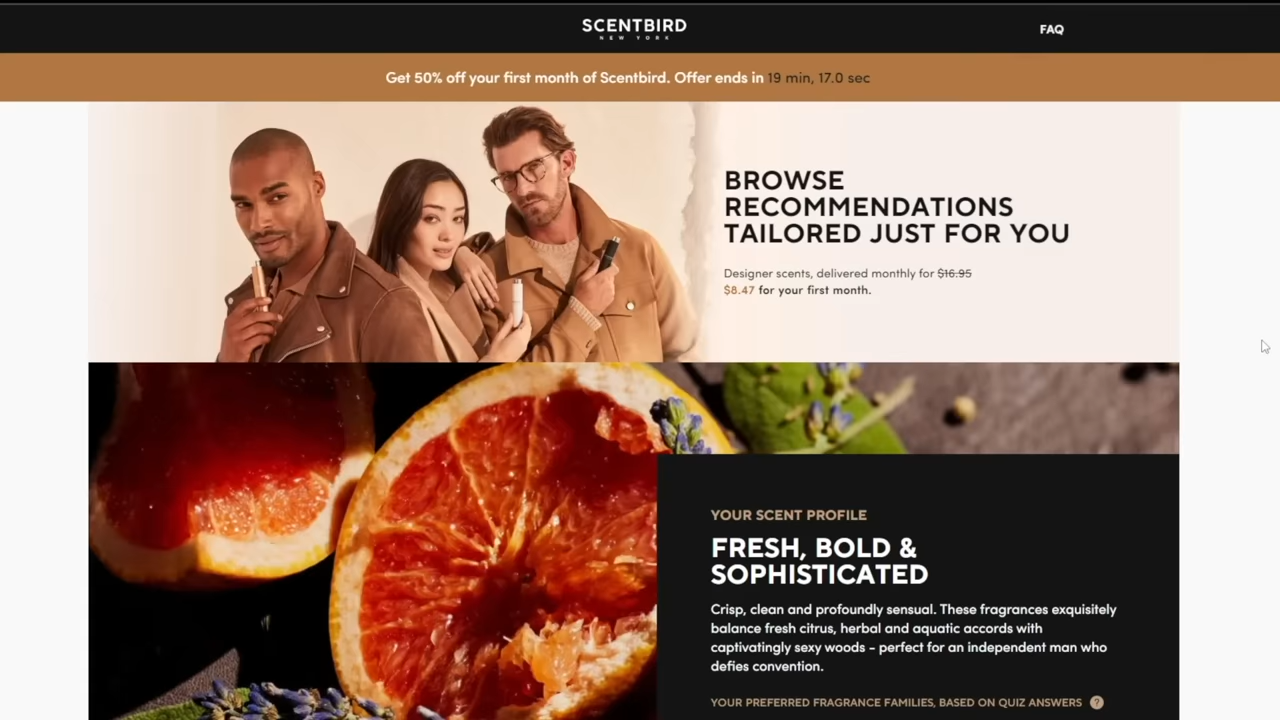 SCENTBIRD
NEW YORK
FAQ
Get 50% off your first month of Scentbird. Offer ends in 19 min, 17.0 sec
BROWSE
RECOMMENDATIONS
TAILORED JUST FOR YOU
Designer scents, delivered monthly for $16.95
$8.47 for your first month.
YOUR SCENT PROFILE
FRESH, BOLD &
SOPHISTICATED
Crisp, clean and profoundly sensual. These fragrances exquisitely
balance fresh citrus, herbal and aquatic accords with
captivatingly sexy woods – perfect for an independent man who
defies convention.
YOUR PREFERRED FRAGRANCE FAMILIES, BASED ON QUIZ ANSWERS ?